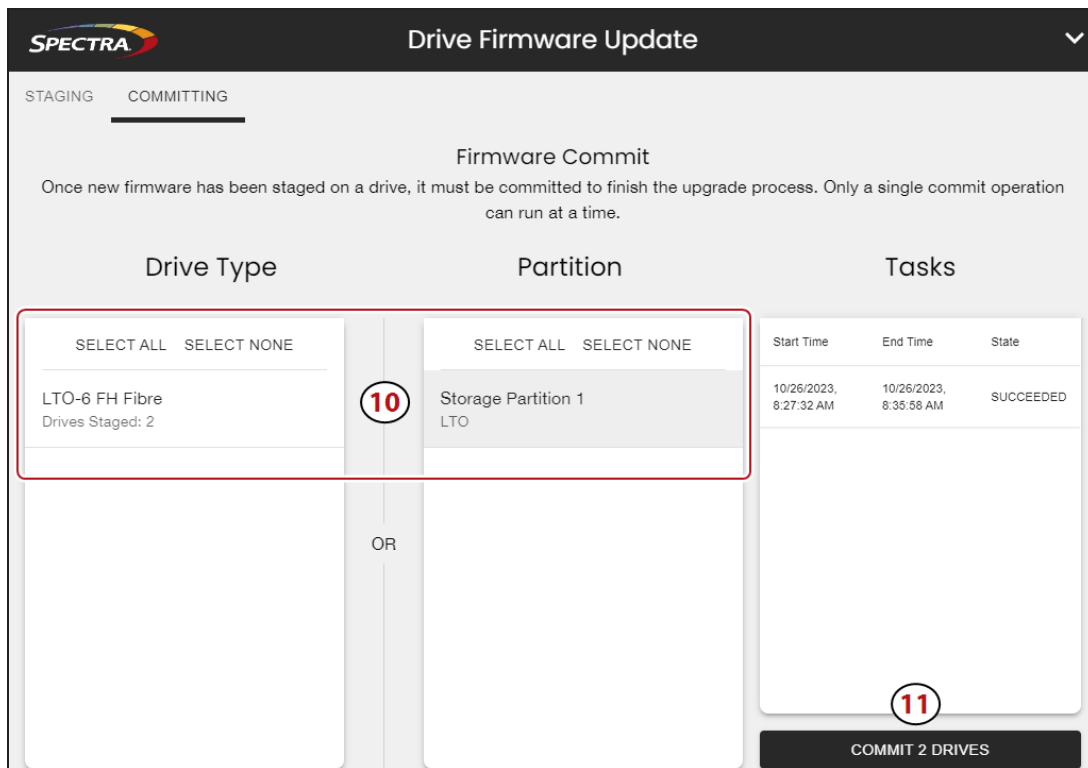 SPECTRA
Drive Firmware Update
STAGING COMMITTING
Firmware Commit
Once new firmware has been staged on a drive, it must be committed to finish the upgrade process. Only a single commit operation
can run at a time.
Drive Type
Partition
Tasks
SELECT ALL SELECT NONE
LTO-6 FH Fibre
Drives Staged: 2
10
OR
SELECT ALL SELECT NONE
Storage Partition 1
LTO
Start Time End Time State
10/26/2023, 10/26/2023, SUCCEEDED
8:27:32 AM 8:35:58 AM
11
COMMIT 2 DRIVES